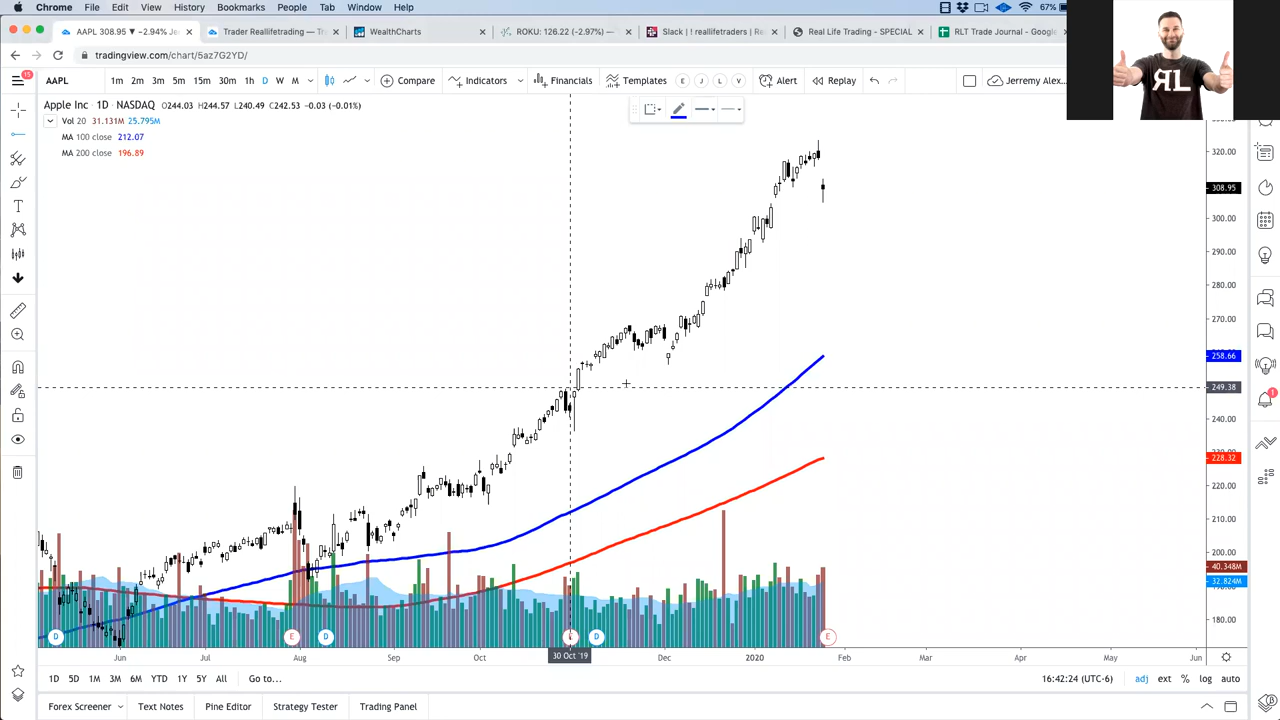 Chrome File Edit View History Bookmarks People Tab Window Help 67%
AAPL 308.95 ▼ −2.94% Je × Trader Reallifetrading — Th × WealthCharts × ROKU: 126.22 (-2.97%) — × Slack | ! reallifetraders | Rea × Real Life Trading - SPECIAL × RLT Trade Journal - Google
tradingview.com/chart/5az7G2YD/
15 AAPL 1m 2m 3m 5m 15m 30m 1h D W M Compare Indicators Financials Templates E J L V Alert Replay Jeremy Alex...
RL
Apple Inc 1D NASDAQ O244.03 H244.57 L240.49 C242.53 −0.03 (−0.01%)
Vol 20 31.131M 25.795M
MA 100 close 212.07
MA 200 close 196.89
320.00
308.95
300.00
290.00
280.00
270.00
258.66
249.38
240.00
228.32
220.00
210.00
200.00
40.348M
32.824M
180.00
1
D E D E D E
Jun Jul Aug Sep Oct 30 Oct '19 Dec 2020 Feb Mar Apr May Jun
1D 5D 1M 3M 6M YTD 1Y 5Y All Go to... 16:42:24 (UTC-6) adj ext % log auto
Forex Screener Text Notes Pine Editor Strategy Tester Trading Panel